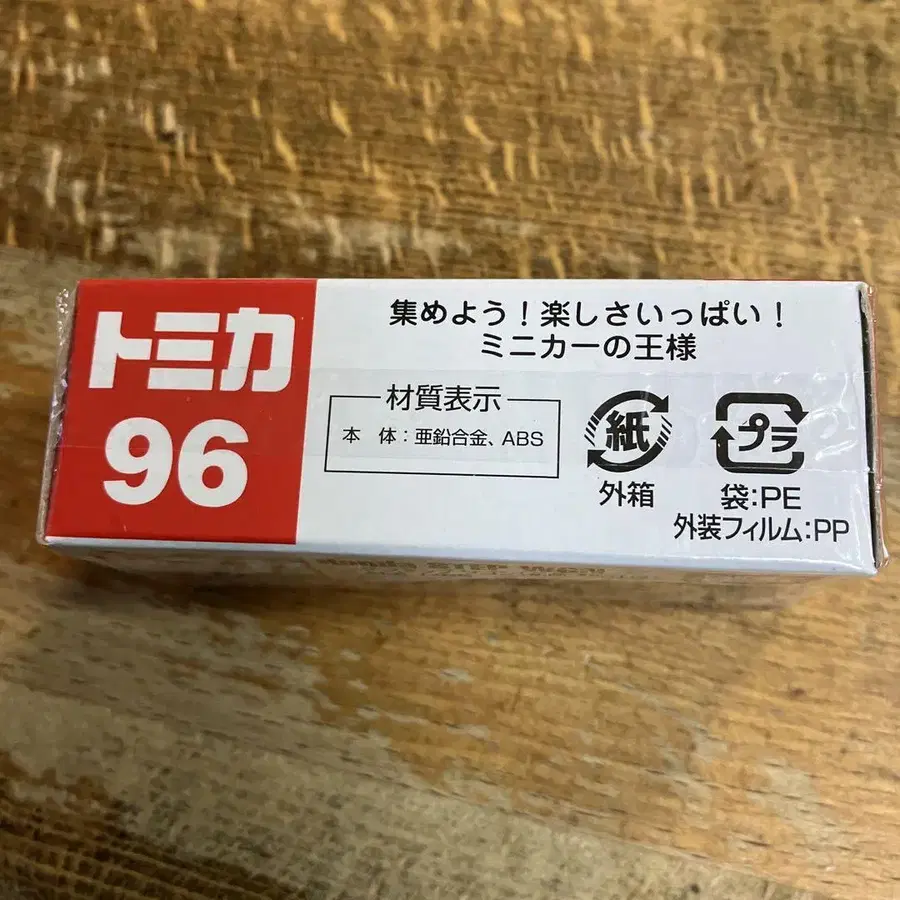 トミカ
96
集めよう！楽しさいっぱい！
ミニカーの王様
材質表示
本　体：亜鉛合金、ABS
紙
外箱
プラ
袋：PE
外装フィルム：PP